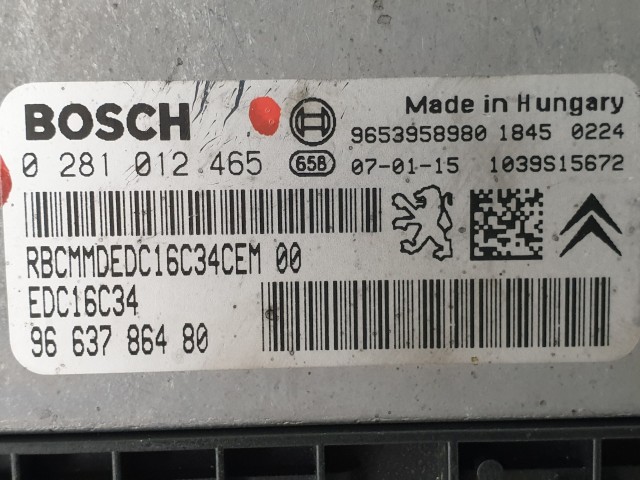 BOSCH
Made in Hungary
9653958980 1845 0224
0 281 012 465 65B 07-01-15 1039S15672
RBCMMDEDC16C34CEM 00
EDC16C34
96 637 864 80